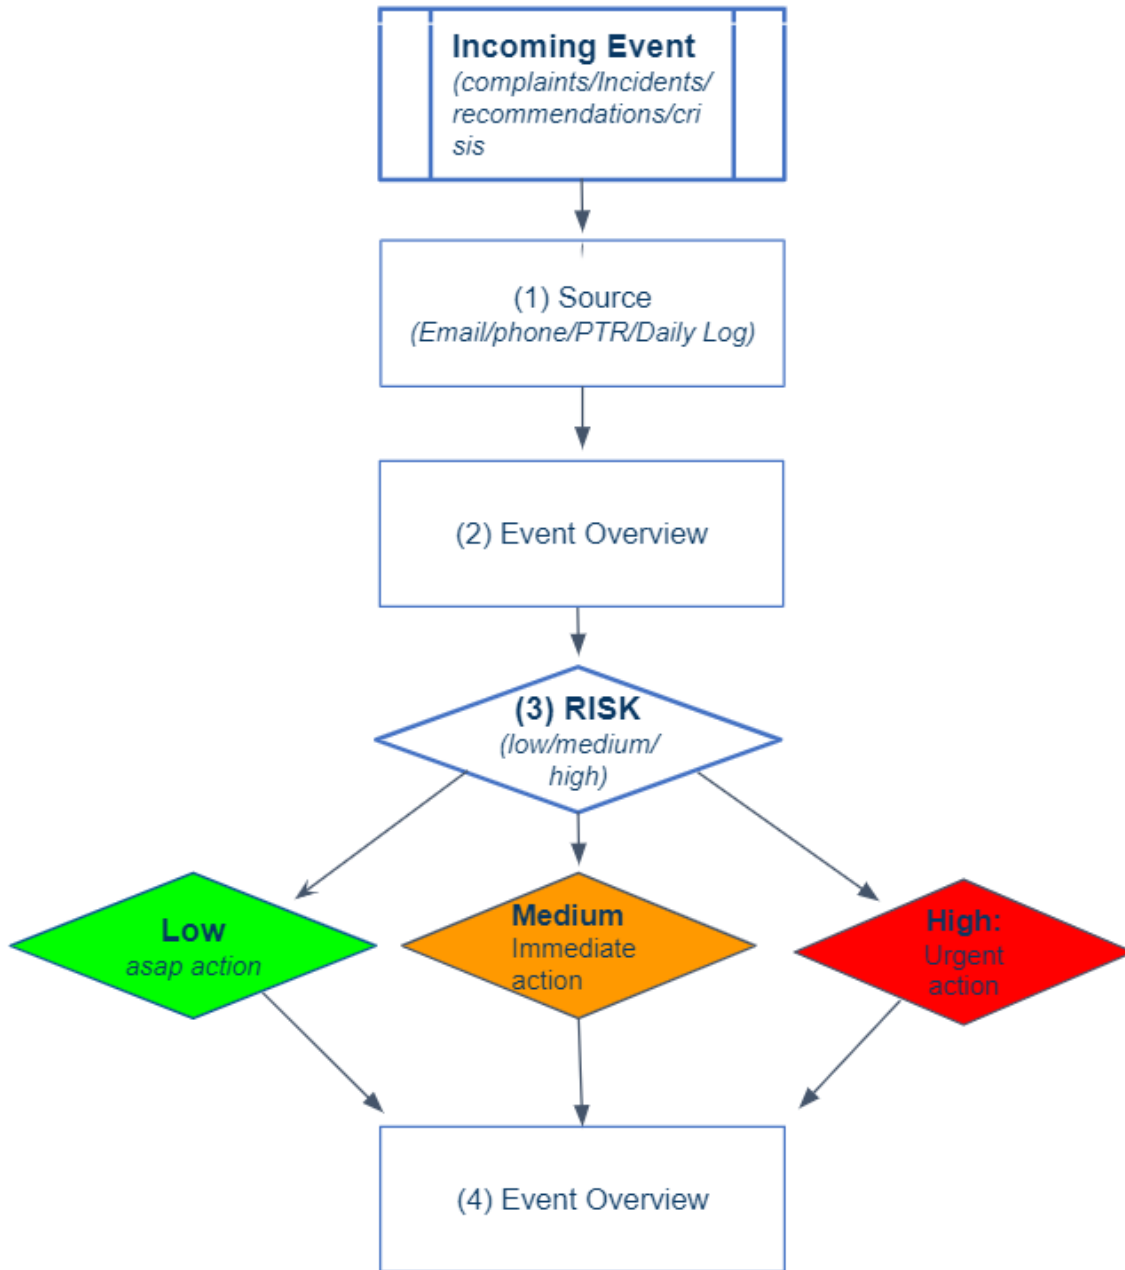 Incoming Event
(complaints/Incidents/
recommendations/cri
sis
(1) Source
(Email/phone/PTR/Daily Log)
(2) Event Overview
(3) RISK
(low/medium/
high)
Low
asap action
Medium
Immediate
action
High:
Urgent
action
(4) Event Overview